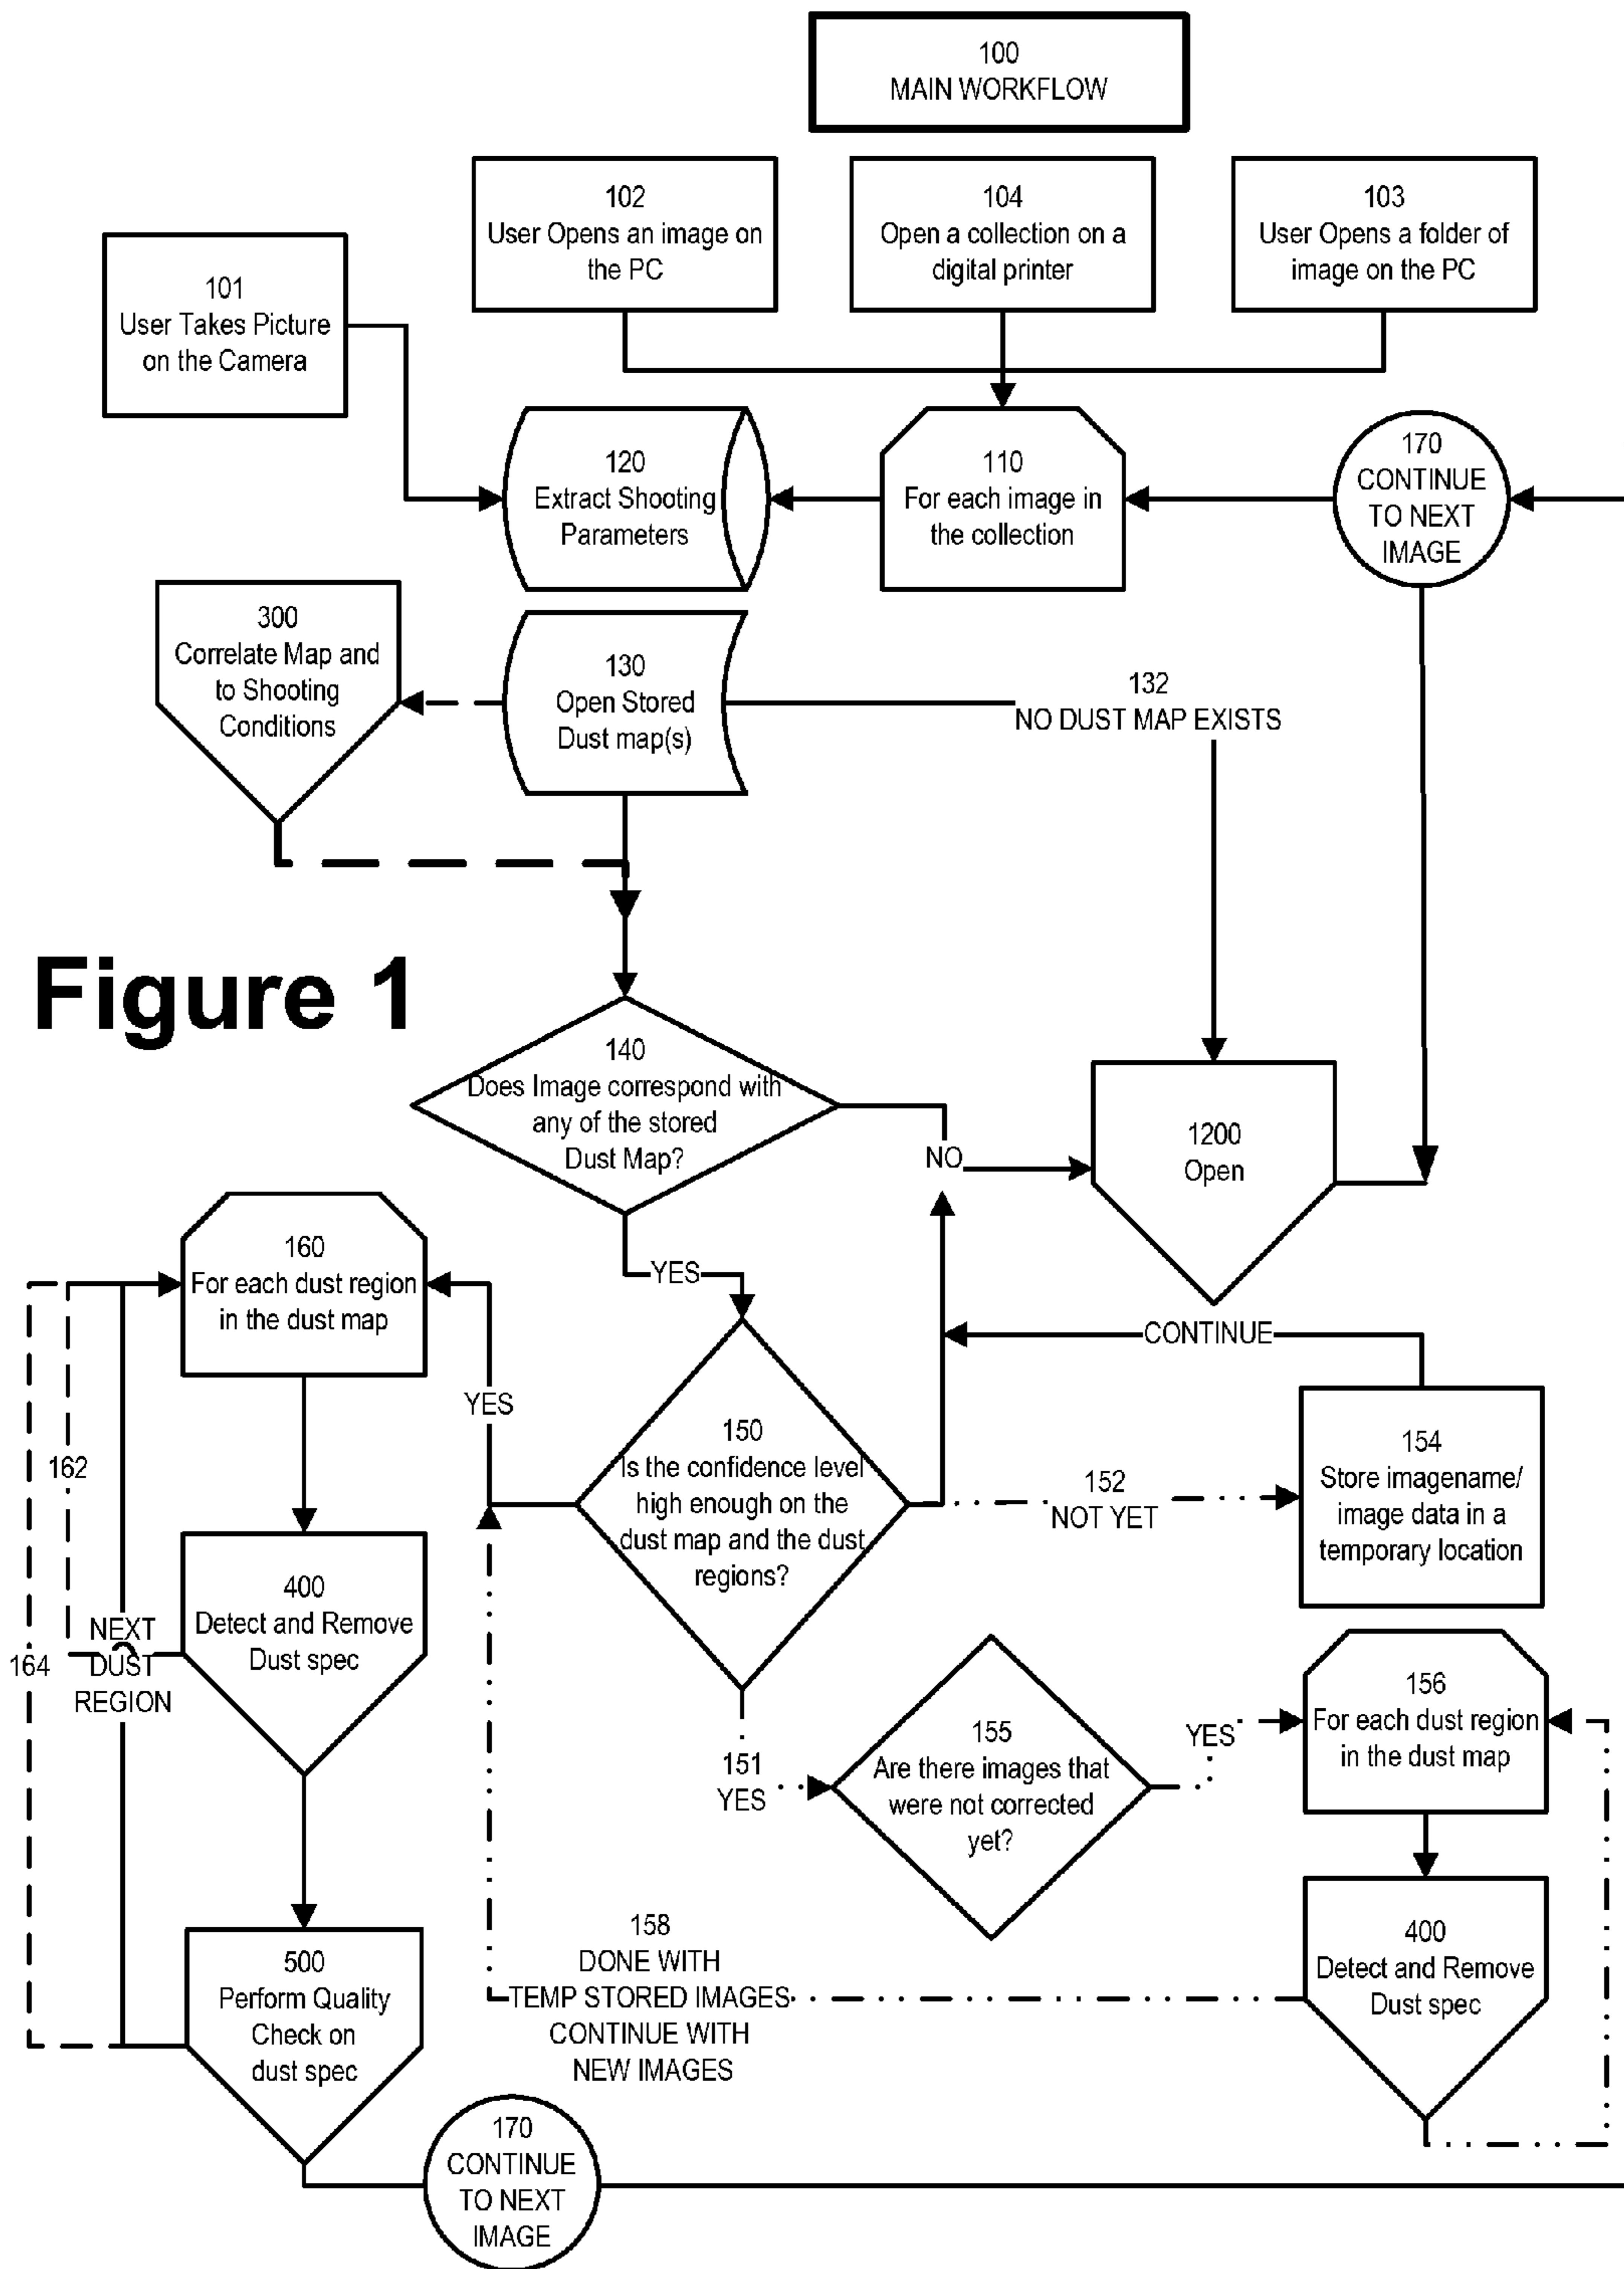 100
MAIN WORKFLOW
102
User Opens an image on
the PC
104
Open a collection on a
digital printer
103
User Opens a folder of
image on the PC
101
User Takes Picture
on the Camera
120
Extract Shooting
Parameters
110
For each image in
the collection
170
CONTINUE
TO NEXT
IMAGE
300
Correlate Map and
to Shooting
Conditions
130
Open Stored
Dust map(s)
132
NO DUST MAP EXISTS
Figure 1
140
Does Image correspond with
any of the stored
Dust Map?
NO
1200
Open
YES
160
For each dust region
in the dust map
CONTINUE
YES
150
Is the confidence level
high enough on the
dust map and the dust
regions?
152
NOT YET
154
Store imagename/
image data in a
temporary location
162
164
NEXT
DUST
REGION
400
Detect and Remove
Dust spec
151
YES
155
Are there images that
were not corrected
yet?
YES
156
For each dust region
in the dust map
158
DONE WITH
TEMP STORED IMAGES
CONTINUE WITH
NEW IMAGES
400
Detect and Remove
Dust spec
500
Perform Quality
Check on
dust spec
170
CONTINUE
TO NEXT
IMAGE